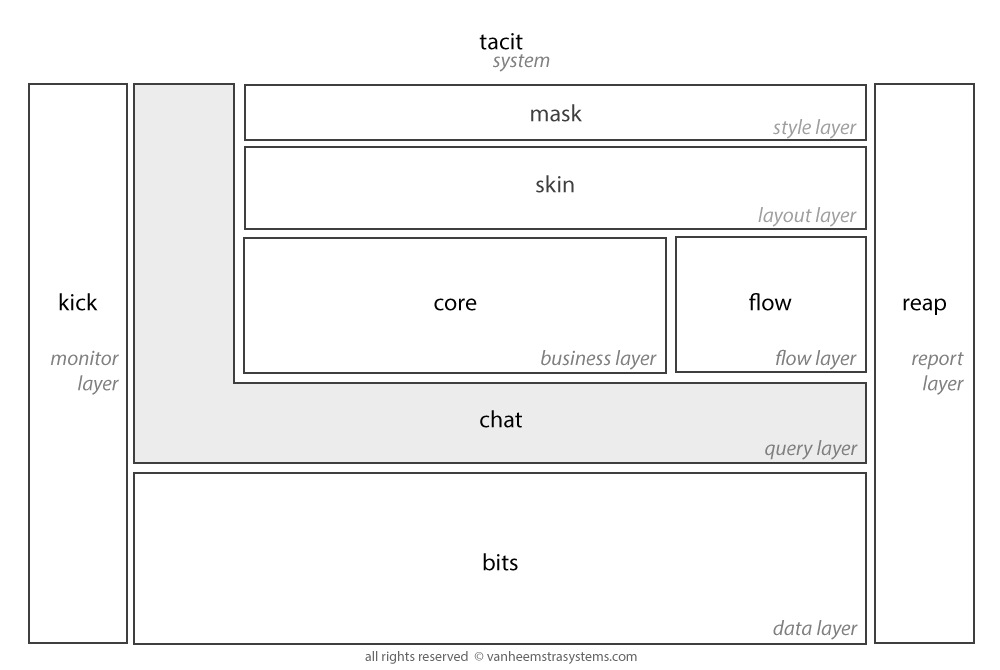 tacit
system
mask
style layer
skin
layout layer
kick
monitor
layer
core
business layer
flow
flow layer
reap
report
layer
chat
query layer
bits
data layer
all rights reserved © vanheemstrasystems.com